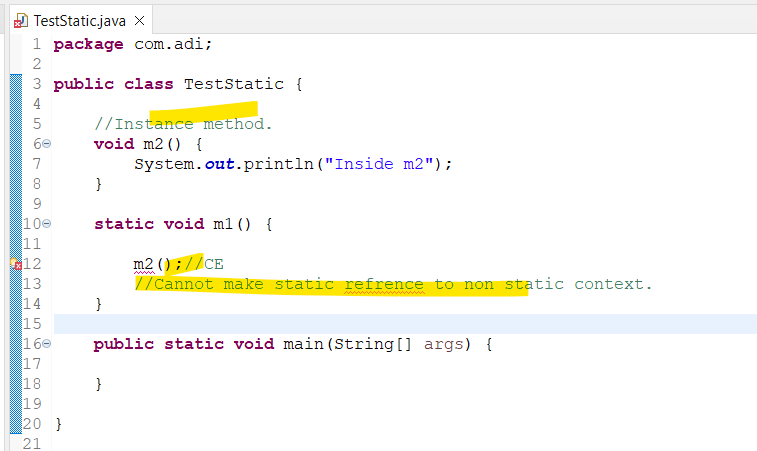 TestStatic.java
1 package com.adi;
2
3 public class TestStatic {
4
5 //Instance method.
6 void m2() {
7 System.out.println("Inside m2");
8 }
9
10 static void m1() {
11
12 m2();//CE
13 //Cannot make static refrence to non static context.
14 }
15
16 public static void main(String[] args) {
17
18 }
19
20 }
21